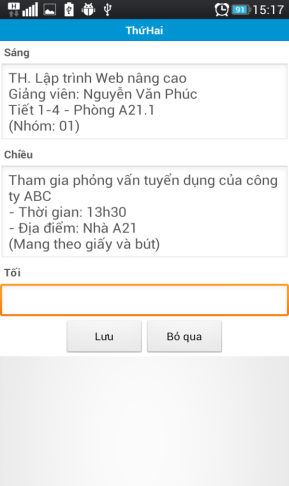 91 15:17
ThứHai
Sáng
TH. Lập trình Web nâng cao
Giảng viên: Nguyễn Văn Phúc
Tiết 1-4 - Phòng A21.1
(Nhóm: 01)
Chiều
Tham gia phỏng vấn tuyển dụng của công
ty ABC
- Thời gian: 13h30
- Địa điểm: Nhà A21
(Mang theo giấy và bút)
Tối
Lưu
Bỏ qua